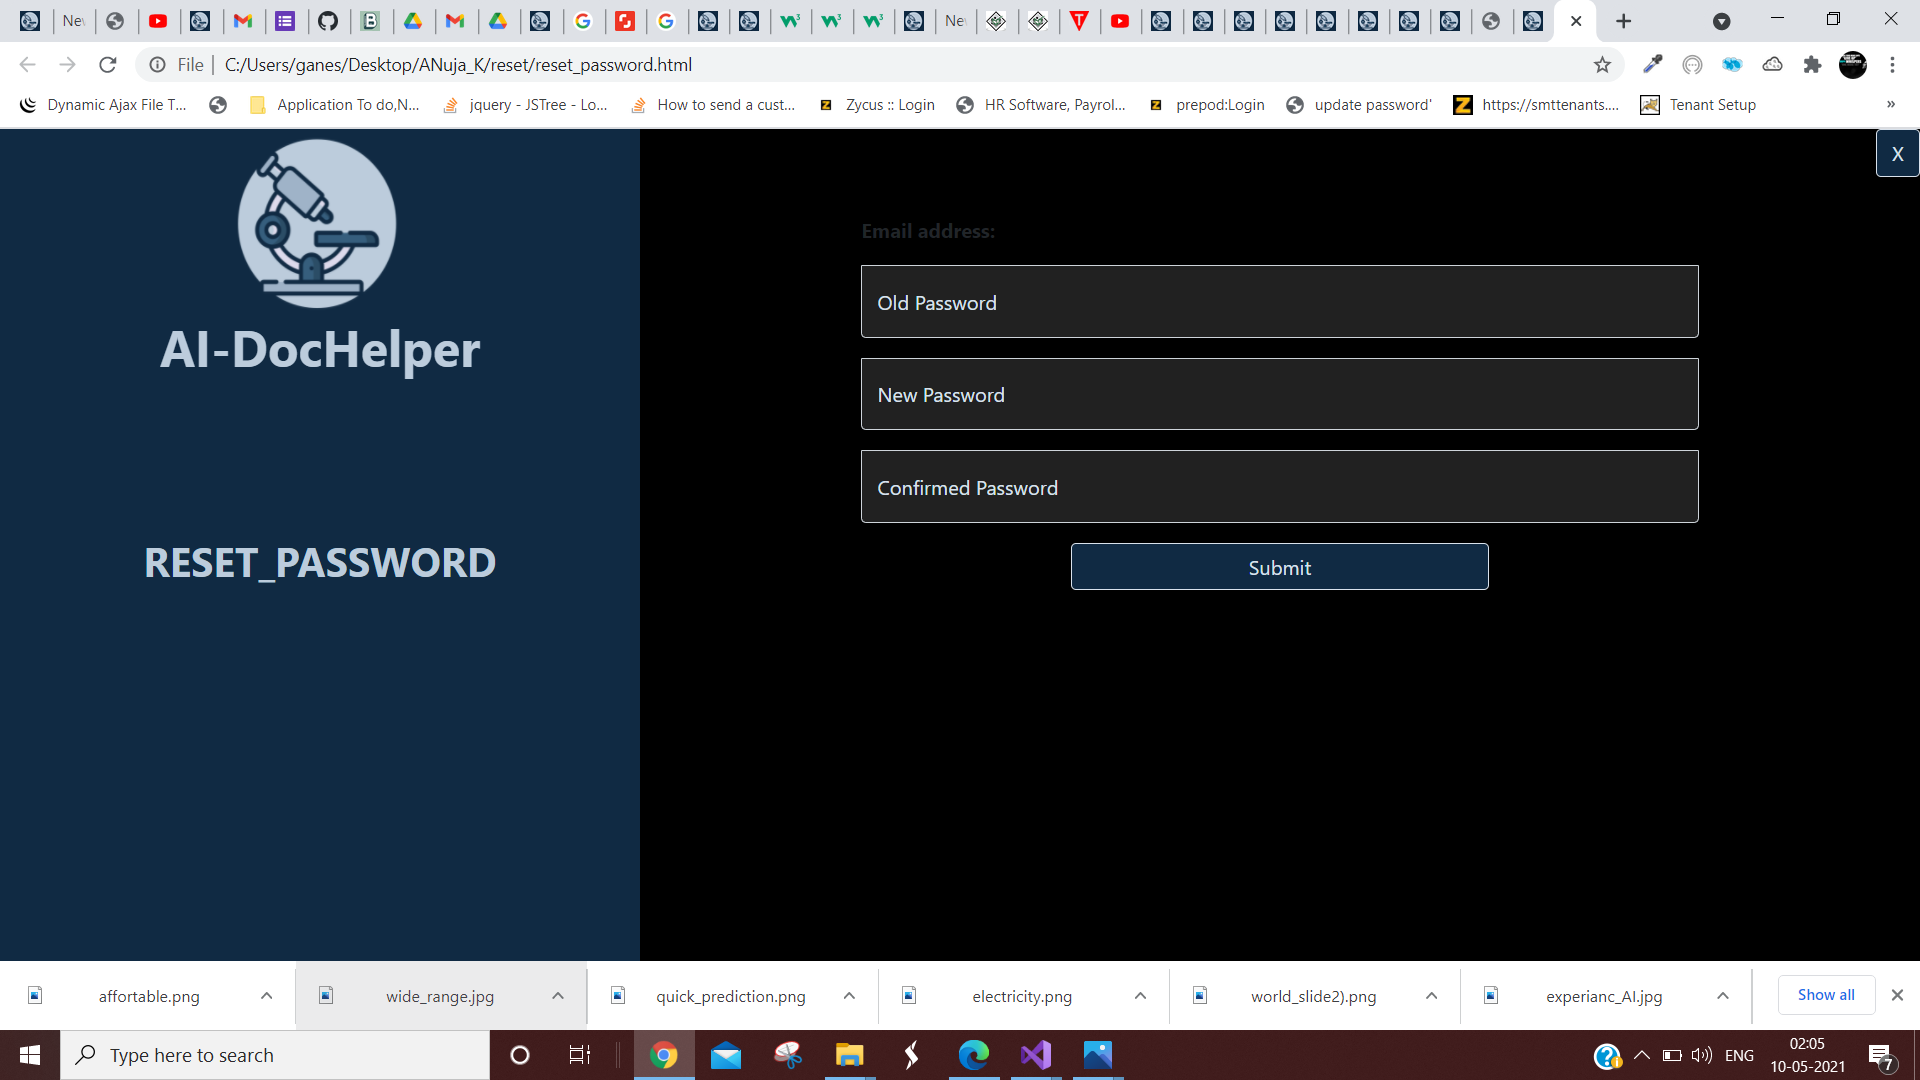 Nev
Nev
File
C:/Users/ganes/Desktop/ANuja_K/reset/reset_password.html
Dynamic Ajax File T...
Application To do,N...
jquery - JSTree - Lo...
How to send a cust...
Zycus :: Login
HR Software, Payrol...
prepod:Login
update password'
https://smttenants....
Tenant Setup
»
X
AI-DocHelper
RESET_PASSWORD
Email address:
Old Password
New Password
Confirmed Password
Submit
affortable.png
wide_range.jpg
quick_prediction.png
electricity.png
world_slide2).png
experianc_AI.jpg
Show all
Type here to search
ENG
02:05
10-05-2021
7